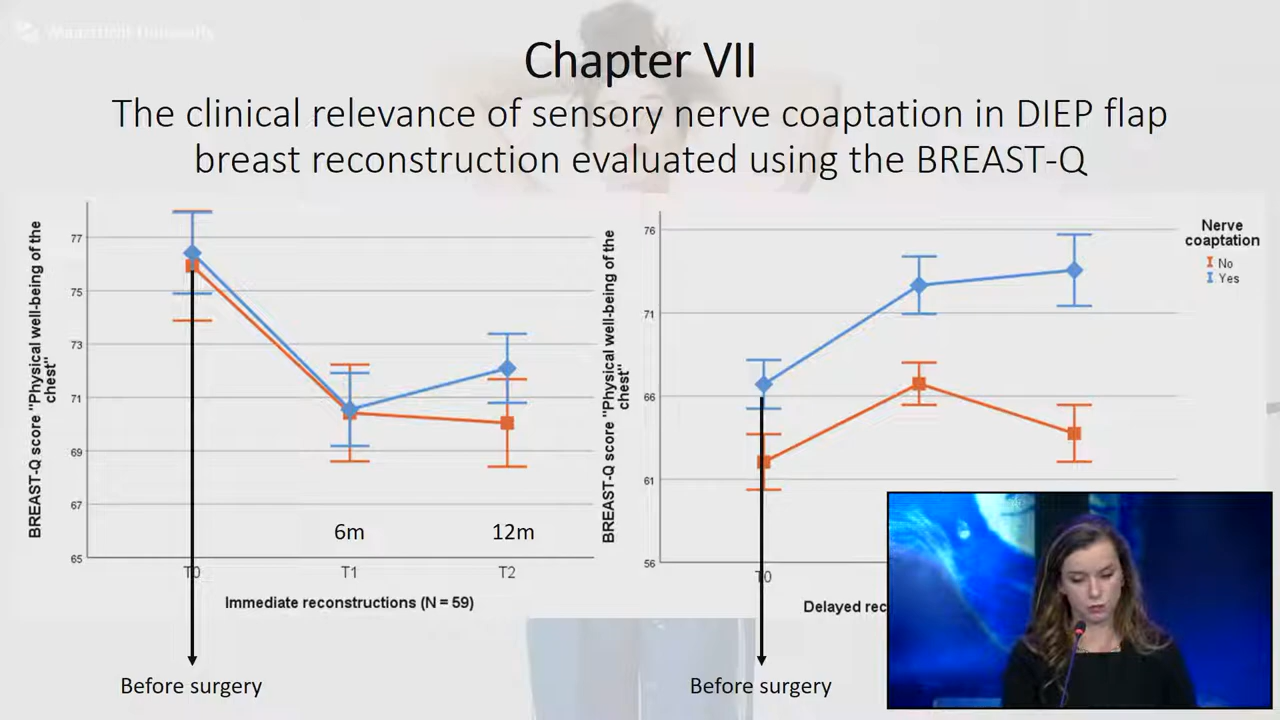 Maastricht University
Chapter VII
The clinical relevance of sensory nerve coaptation in DIEP flap
breast reconstruction evaluated using the BREAST-Q
BREAST-Q score "Physical well-being of the
chest"
77
75
73
71
69
67
65
6m
12m
T0
T1
T2
Immediate reconstructions (N = 59)
Before surgery
BREAST-Q score "Physical well-being of the
chest"
76
71
66
61
56
T0
Delayed rec
Before surgery
Nerve
coaptation
No
Yes